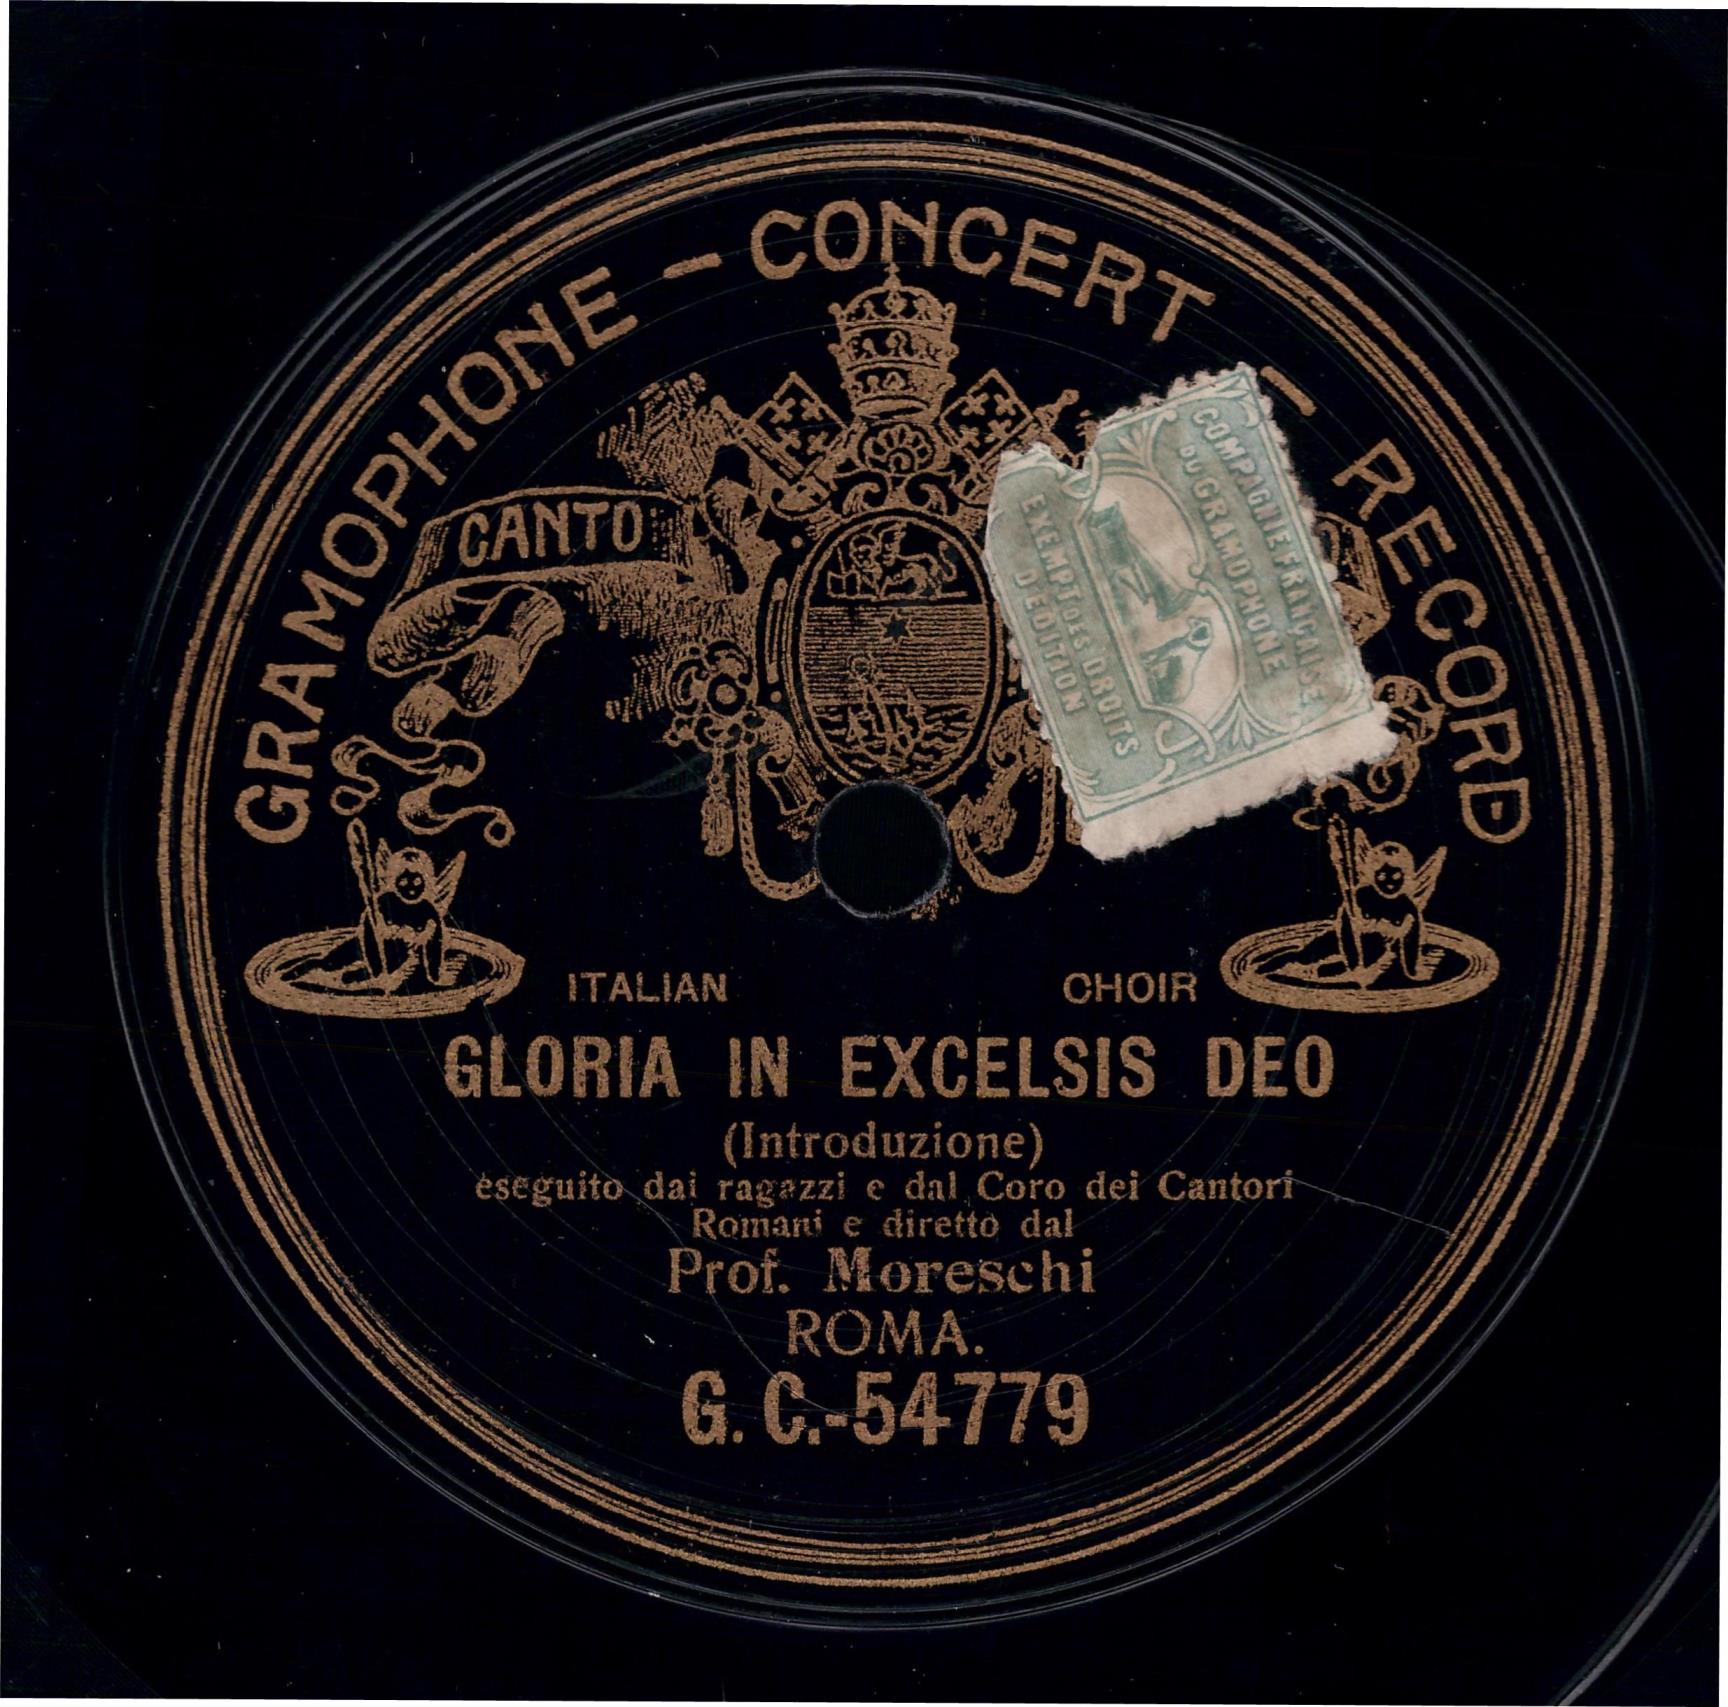 GRAMOPHONE – CONCERT – RECORD
CANTO
COMPAGNIE FRANÇAISE
DU GRAMOPHONE
EXEMPT DES DROITS
D'EDITION
ITALIAN CHOIR
GLORIA IN EXCELSIS DEO
(Introduzione)
eseguito dai ragazzi e dal Coro dei Cantori
Romani e diretto dal
Prof. Moreschi
ROMA.
G. C.-54779